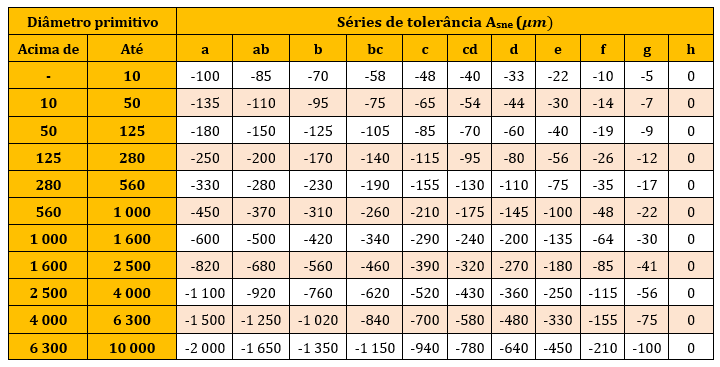 Diâmetro primitivo Séries de tolerância Asne (μm)
Acima de Até a ab b bc c cd d e f g h
- 10 -100 -85 -70 -58 -48 -40 -33 -22 -10 -5 0
10 50 -135 -110 -95 -75 -65 -54 -44 -30 -14 -7 0
50 125 -180 -150 -125 -105 -85 -70 -60 -40 -19 -9 0
125 280 -250 -200 -170 -140 -115 -95 -80 -56 -26 -12 0
280 560 -330 -280 -230 -190 -155 -130 -110 -75 -35 -17 0
560 1 000 -450 -370 -310 -260 -210 -175 -145 -100 -48 -22 0
1 000 1 600 -600 -500 -420 -340 -290 -240 -200 -135 -64 -30 0
1 600 2 500 -820 -680 -560 -460 -390 -320 -270 -180 -85 -41 0
2 500 4 000 -1 100 -920 -760 -620 -520 -430 -360 -250 -115 -56 0
4 000 6 300 -1 500 -1 250 -1 020 -840 -700 -580 -480 -330 -155 -75 0
6 300 10 000 -2 000 -1 650 -1 350 -1 150 -940 -780 -640 -450 -210 -100 0